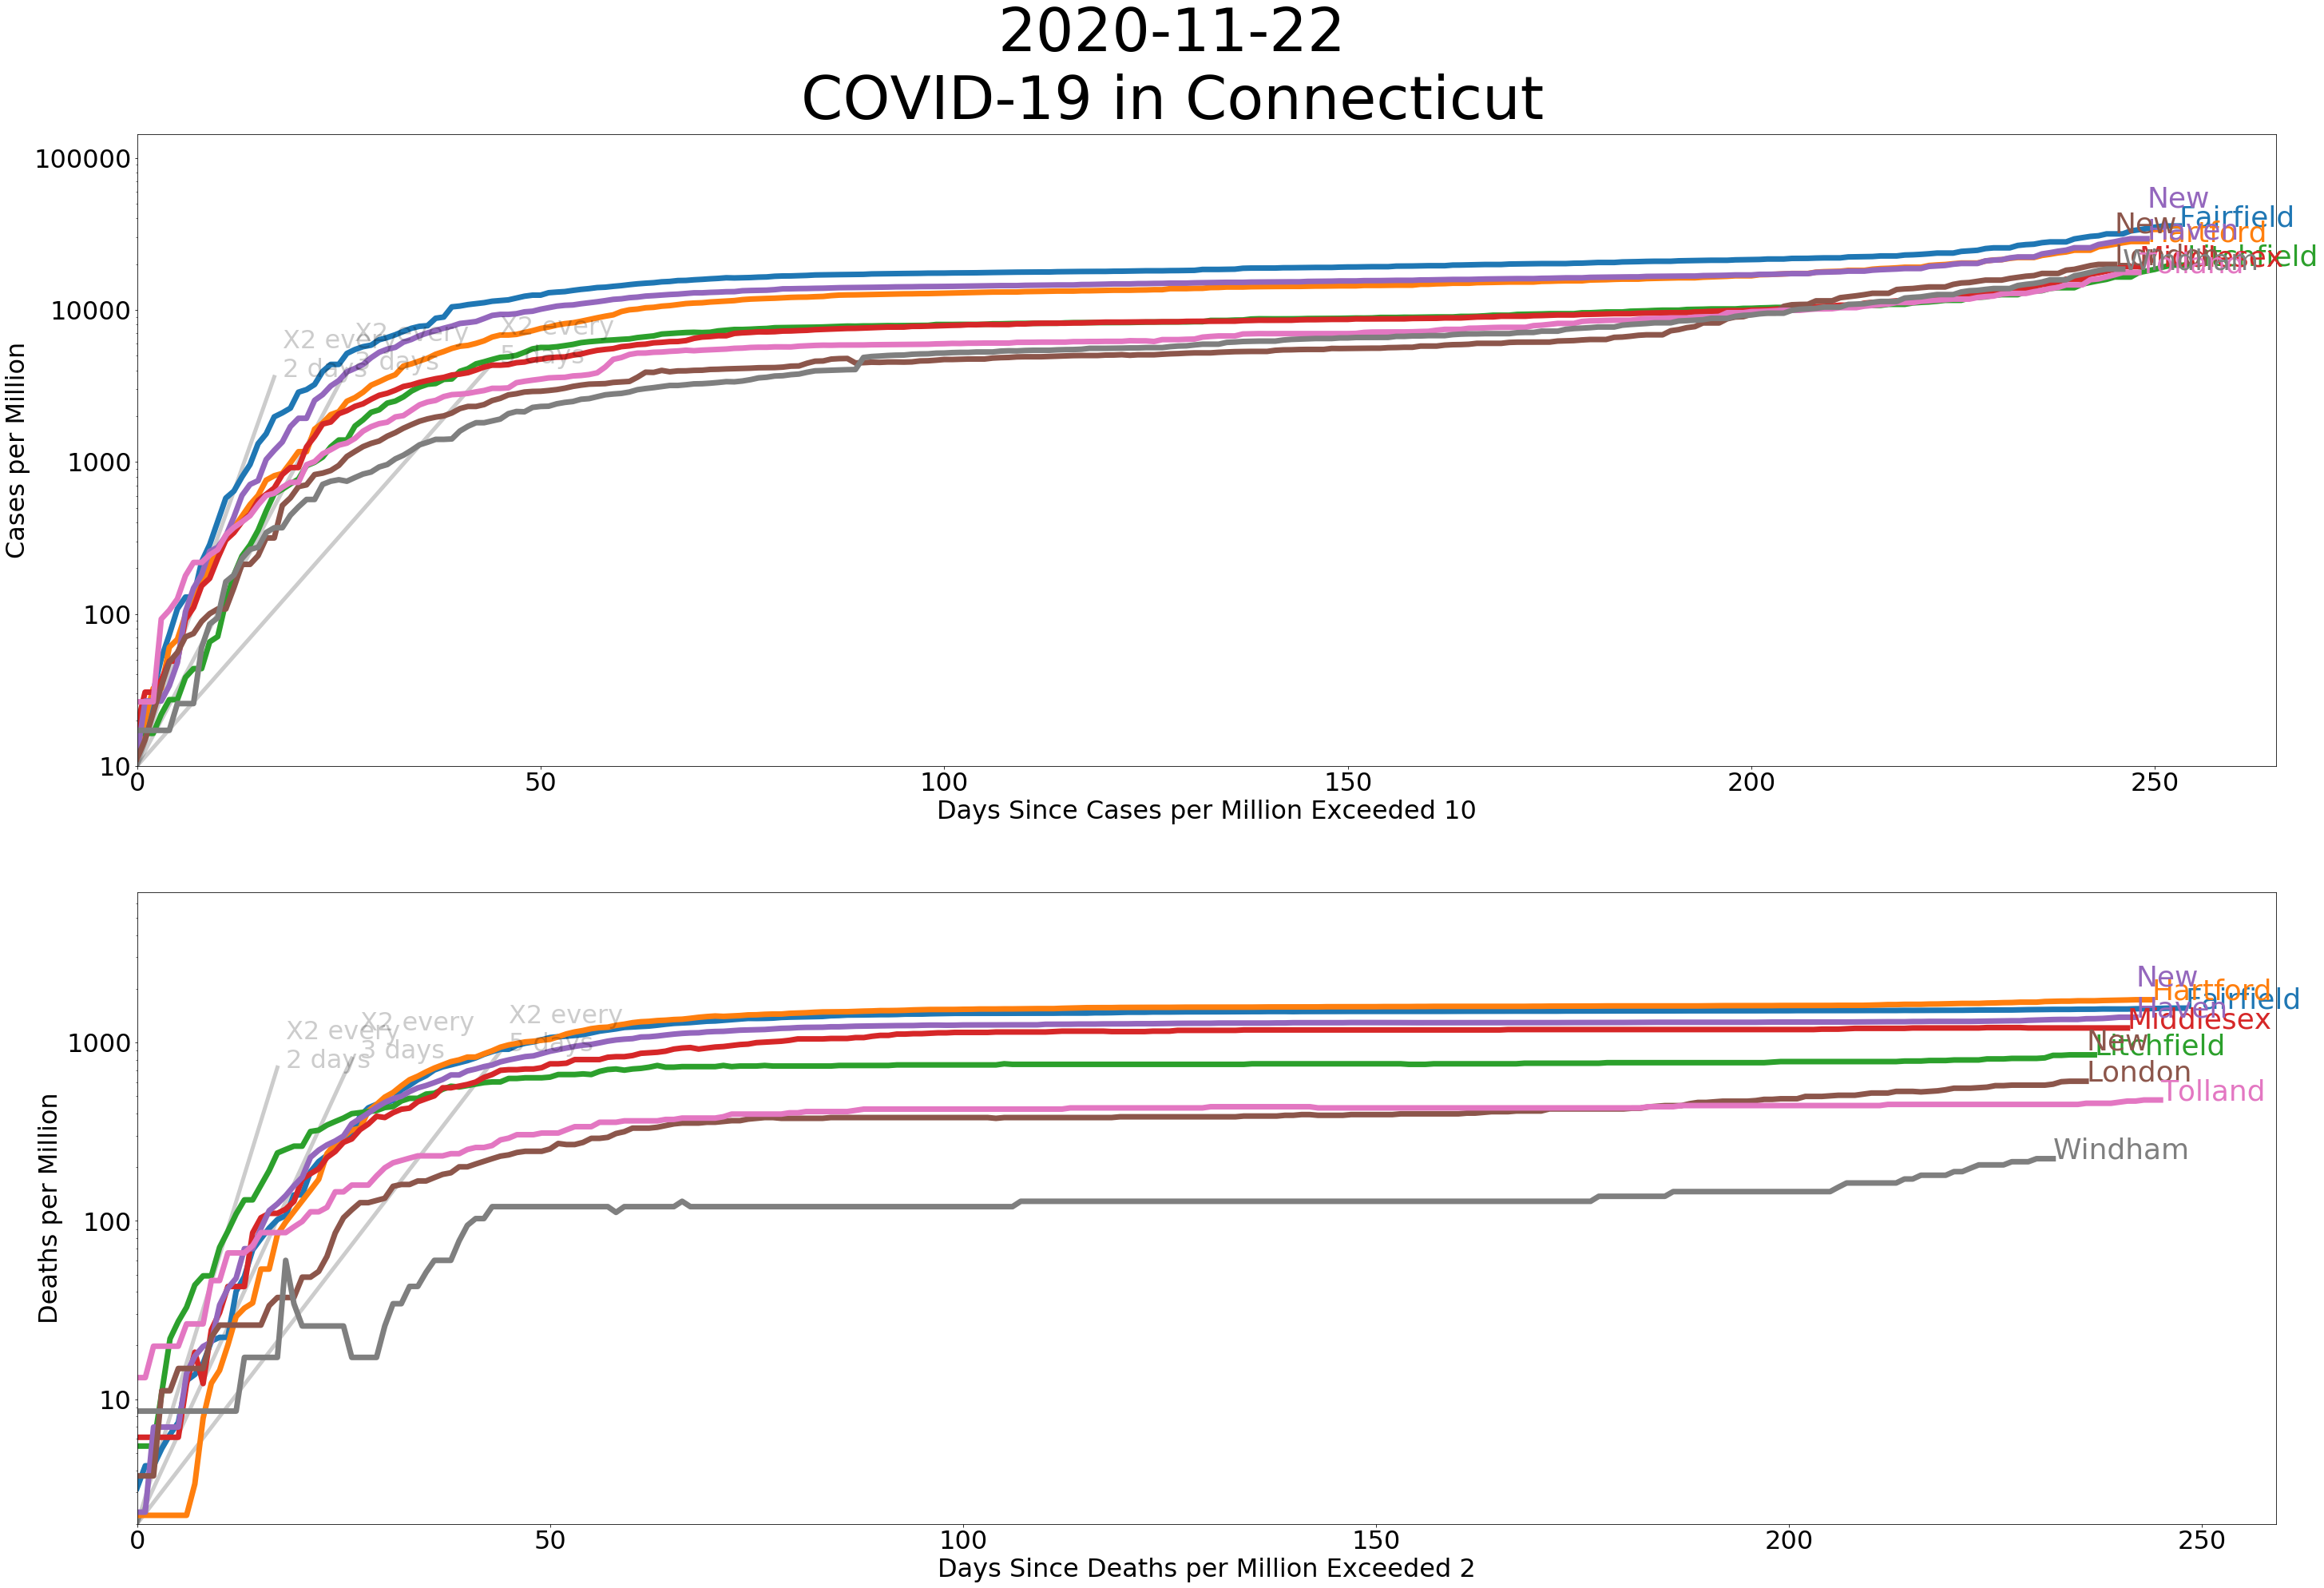 2020-11-22
COVID-19 in Connecticut
100000
10000
1000
100
10
Cases per Million
X2 every
2 days
X2 every
3 days
X2 every
5 days
New
Haven
Fairfield
New
Hartford
Middlesex
Litchfield
Windham
Tolland
0
50
100
150
200
250
Days Since Cases per Million Exceeded 10
1000
100
10
Deaths per Million
X2 every
2 days
X2 every
3 days
X2 every
5 days
New
Haven
Hartford
Fairfield
Middlesex
New
London
Litchfield
Tolland
Windham
0
50
100
150
200
250
Days Since Deaths per Million Exceeded 2